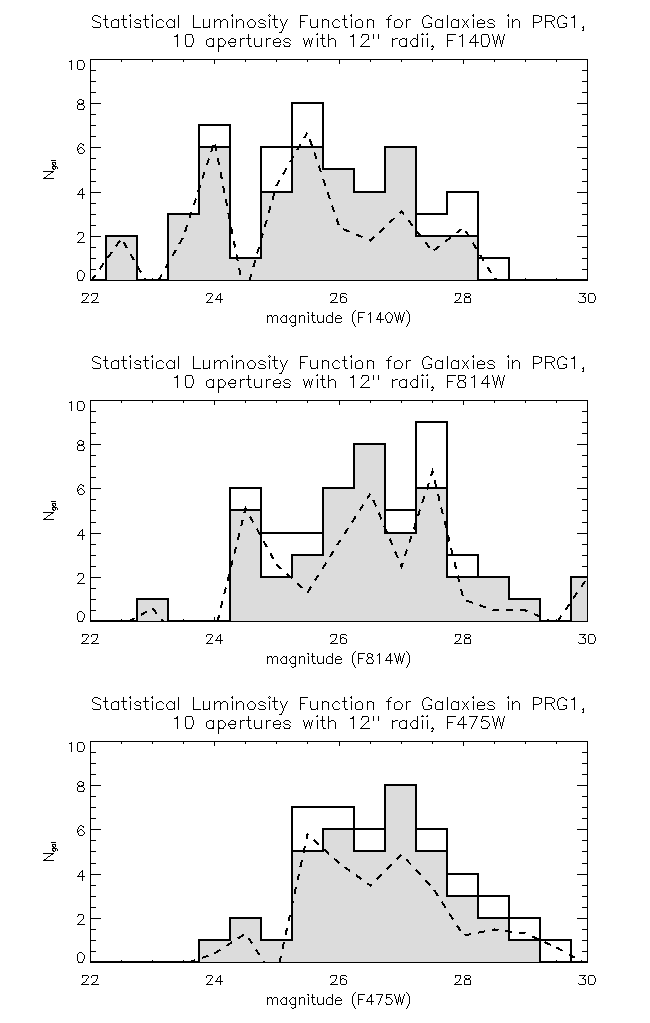 Statistical Luminosity Function for Galaxies in PRG1,
10 apertures with 12" radii, F140W
10
8
6
4
2
0
N_gal
22 24 26 28 30
magnitude (F140W)
Statistical Luminosity Function for Galaxies in PRG1,
10 apertures with 12" radii, F814W
10
8
6
4
2
0
N_gal
22 24 26 28 30
magnitude (F814W)
Statistical Luminosity Function for Galaxies in PRG1,
10 apertures with 12" radii, F475W
10
8
6
4
2
0
N_gal
22 24 26 28 30
magnitude (F475W)